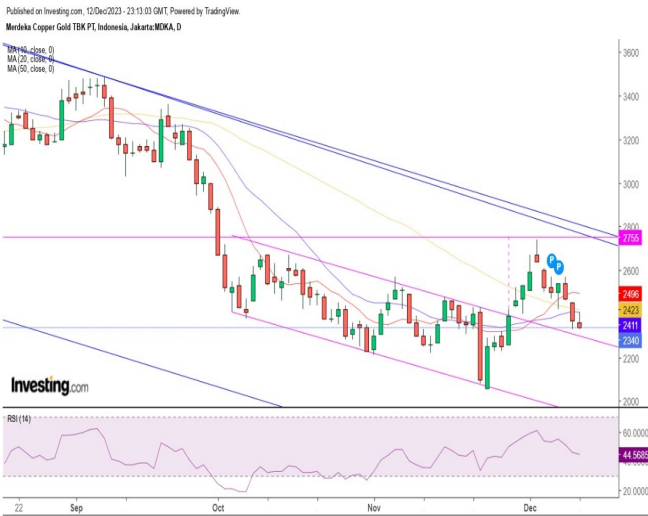 Published on Investing.com, 12/Dec/2023 - 23:13:03 GMT, Powered by TradingView.
Merdeka Copper Gold TBK PT, Indonesia, Jakarta:MDKA, D
MA (10, close, 0)
MA (20, close, 0)
MA (50, close, 0)
3600
3400
3200
3000
2800
2755
2600
P
P
2496
2423
2411
2340
2200
2000
Investing.com
RSI (14)
60.0000
44.5685
20.0000
22 Sep Oct Nov Dec